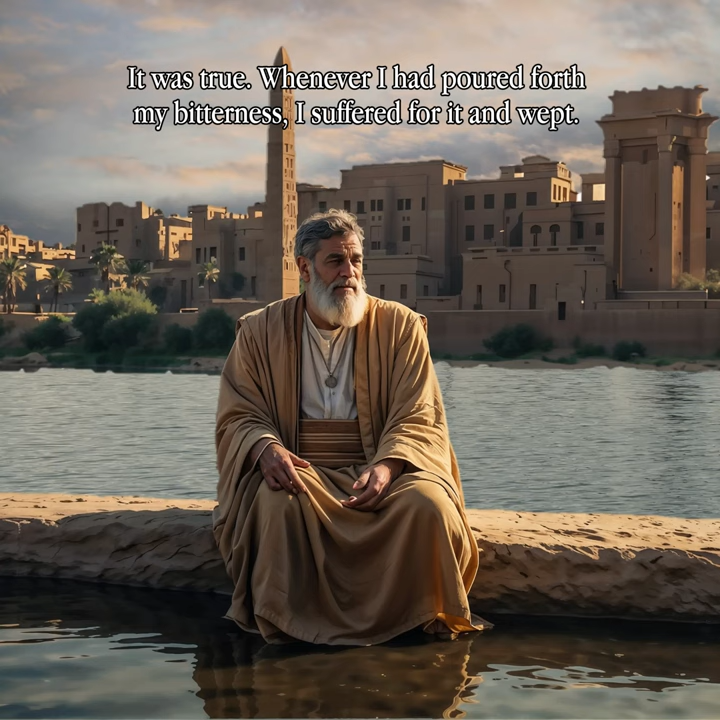 It was true. Whenever I had poured forth
my bitterness, I suffered for it and wept.